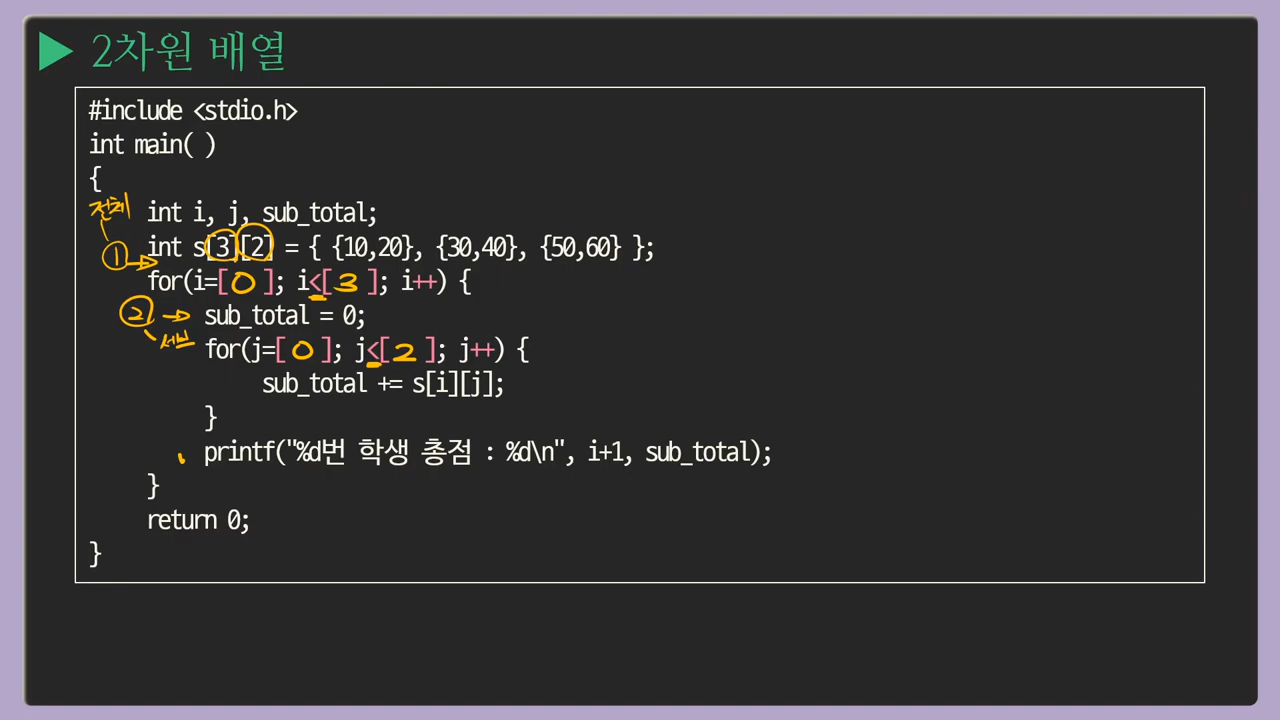 2차원 배열
#include <stdio.h>
int main( )
{
전체
int i, j, sub_total;
① int s[3][2] = { {10,20}, {30,40}, {50,60} };
for(i=[ 0 ]; i<[ 3 ]; i++) {
② sub_total = 0;
서브
for(j=[ 0 ]; j<[ 2 ]; j++) {
sub_total += s[i][j];
}
printf("%d번 학생 총점 : %d\n", i+1, sub_total);
}
return 0;
}